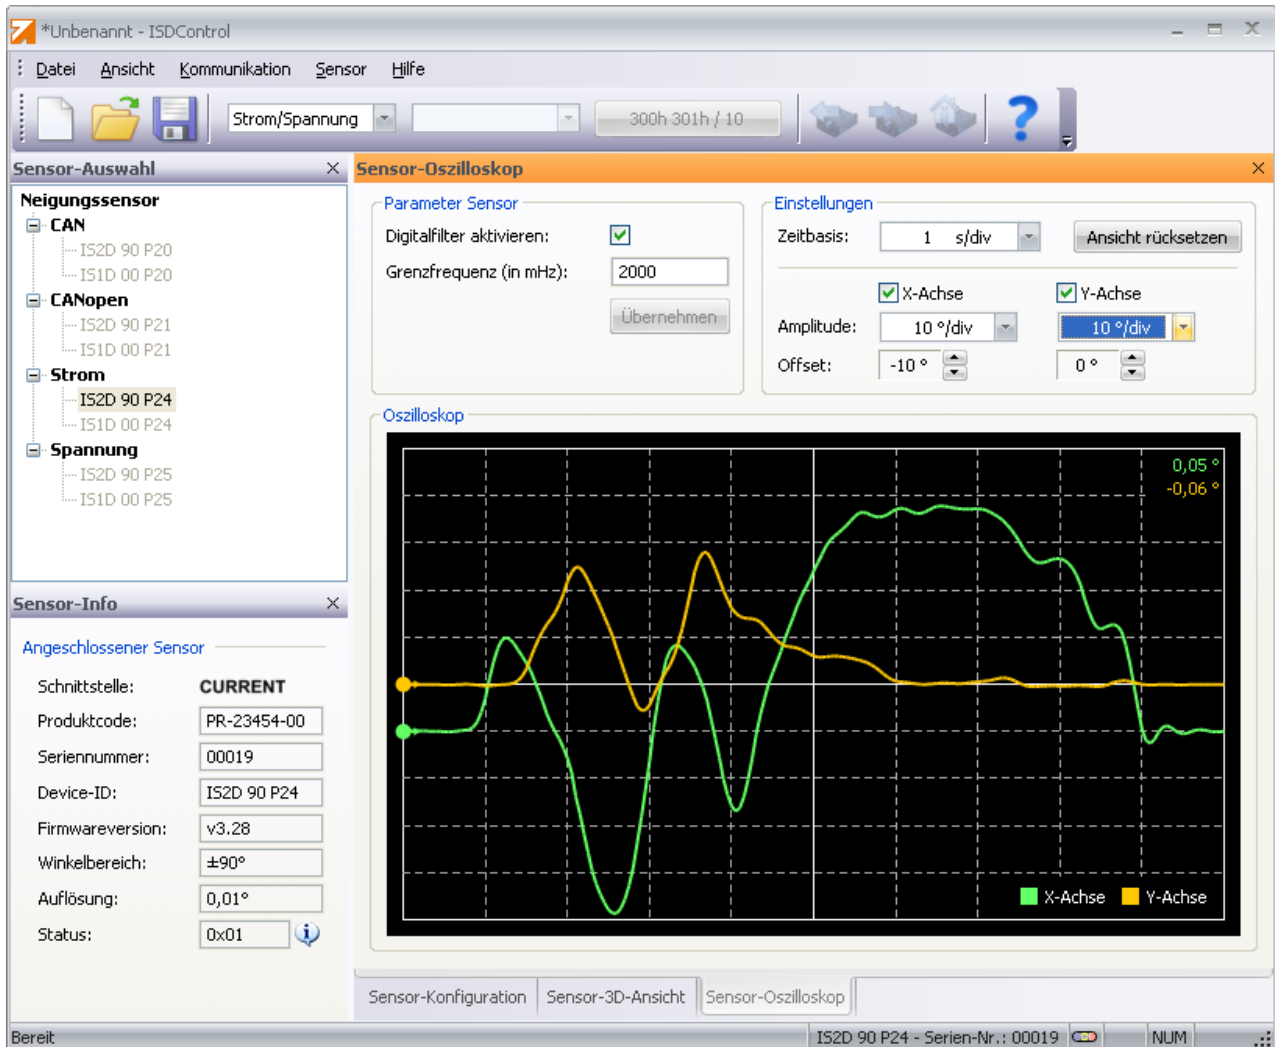 *Unbenannt - ISDControl
Datei Ansicht Kommunikation Sensor Hilfe
Strom/Spannung 300h 301h / 10
Sensor-Auswahl
Neigungssensor
CAN
IS2D 90 P20
IS1D 00 P20
CANopen
IS2D 90 P21
IS1D 00 P21
Strom
IS2D 90 P24
IS1D 00 P24
Spannung
IS2D 90 P25
IS1D 00 P25
Sensor-Info
Angeschlossener Sensor
Schnittstelle: CURRENT
Produktcode: PR-23454-00
Seriennummer: 00019
Device-ID: IS2D 90 P24
Firmwareversion: v3.28
Winkelbereich: ±90°
Auflösung: 0,01°
Status: 0x01
Sensor-Oszilloskop
Parameter Sensor
Digitalfilter aktivieren:
Grenzfrequenz (in mHz): 2000
Übernehmen
Einstellungen
Zeitbasis: 1 s/div Ansicht rücksetzen
X-Achse Y-Achse
Amplitude: 10 °/div 10 °/div
Offset: -10 ° 0 °
Oszilloskop
0,05 °
-0,06 °
X-Achse Y-Achse
Sensor-Konfiguration Sensor-3D-Ansicht Sensor-Oszilloskop
Bereit IS2D 90 P24 - Serien-Nr.: 00019 NUM